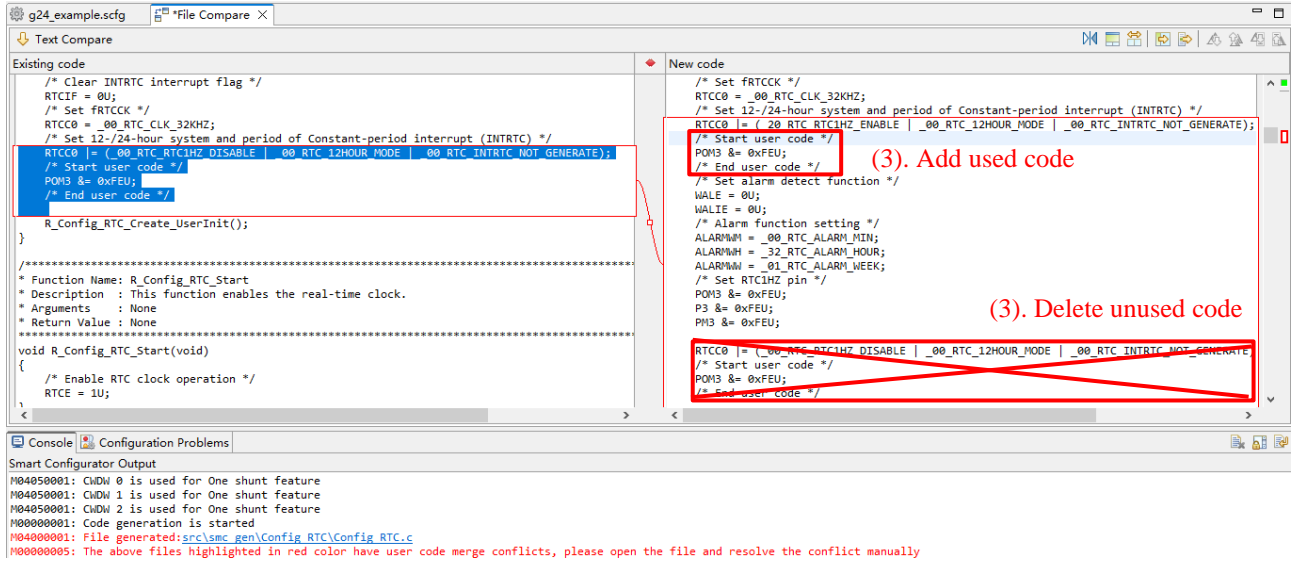 g24_example.scfg
*File Compare
Text Compare
Existing code
/* Clear INTRTC interrupt flag */
RTCIF = 0U;
/* Set fRTCCK */
RTCC0 = _00_RTC_CLK_32KHZ;
/* Set 12-/24-hour system and period of Constant-period interrupt (INTRTC) */
RTCC0 |= (_00_RTC_RTC1HZ_DISABLE | _00_RTC_12HOUR_MODE | _00_RTC_INTRTC_NOT_GENERATE);
/* Start user code */
POM3 &= 0xFEU;
/* End user code */
R_Config_RTC_Create_UserInit();
}
/***********************************************************************************
* Function Name: R_Config_RTC_Start
* Description : This function enables the real-time clock.
* Arguments : None
* Return Value : None
************************************************************************************
void R_Config_RTC_Start(void)
{
/* Enable RTC clock operation */
RTCE = 1U;
New code
/* Set fRTCCK */
RTCC0 = _00_RTC_CLK_32KHZ;
/* Set 12-/24-hour system and period of Constant-period interrupt (INTRTC) */
RTCC0 |= (_20_RTC_RTC1HZ_ENABLE | _00_RTC_12HOUR_MODE | _00_RTC_INTRTC_NOT_GENERATE);
/* Start user code */
POM3 &= 0xFEU;
/* End user code */
(3). Add used code
/* Set alarm detect function */
WALE = 0U;
WALIE = 0U;
/* Alarm function setting */
ALARMWM = _00_RTC_ALARM_MIN;
ALARMWH = _32_RTC_ALARM_HOUR;
ALARMWW = _01_RTC_ALARM_WEEK;
/* Set RTC1HZ pin */
POM3 &= 0xFEU;
P3 &= 0xFEU;
PM3 &= 0xFEU;
(3). Delete unused code
RTCC0 |= (_00_RTC_RTC1HZ_DISABLE | _00_RTC_12HOUR_MODE | _00_RTC_INTRTC_NOT_GENERATE)
/* Start user code */
POM3 &= 0xFEU;
/* End user code */
Console
Configuration Problems
Smart Configurator Output
M04050001: CWDW 0 is used for One shunt feature
M04050001: CWDW 1 is used for One shunt feature
M04050001: CWDW 2 is used for One shunt feature
M00000001: Code generation is started
M04000001: File generated:src\smc_gen\Config_RTC\Config_RTC.c
M00000005: The above files highlighted in red color have user code merge conflicts, please open the file and resolve the conflict manually